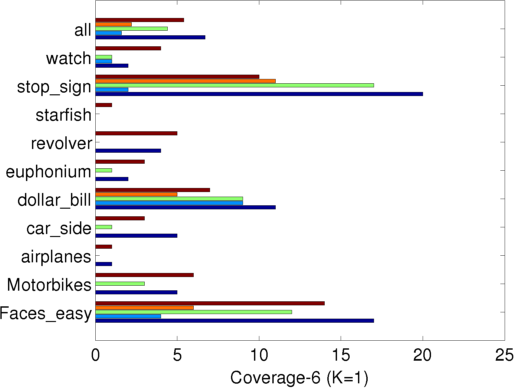 all
watch
stop_sign
starfish
revolver
euphonium
dollar_bill
car_side
airplanes
Motorbikes
Faces_easy
0 5 10 15 20 25
Coverage-6 (K=1)